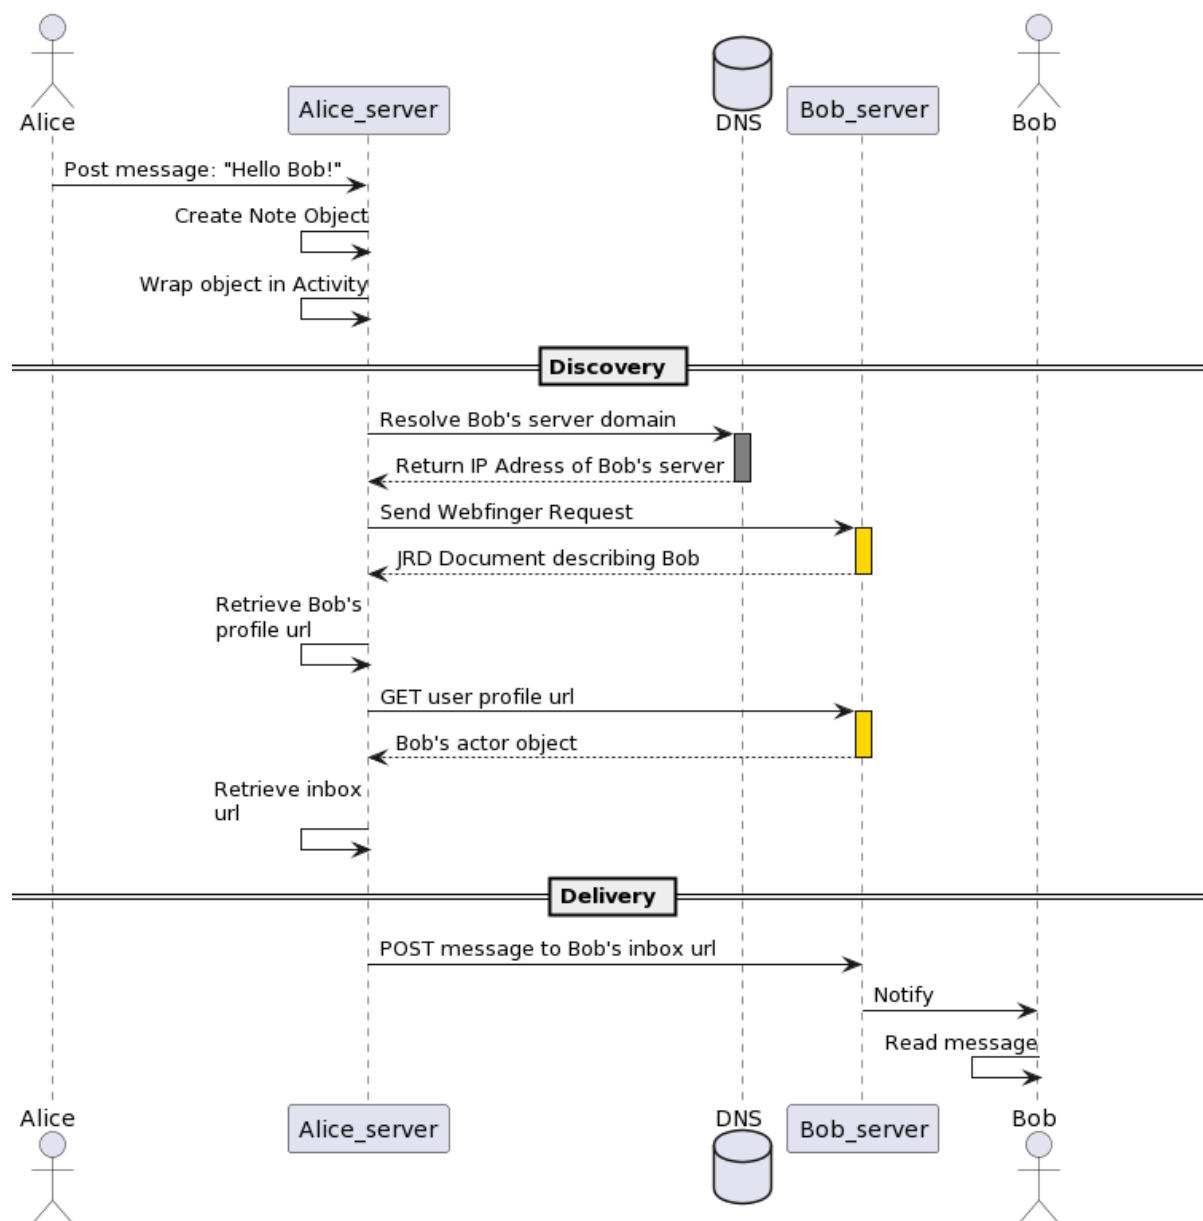 Alice
Alice_server
DNS
Bob_server
Bob
Post message: "Hello Bob!"
Create Note Object
Wrap object in Activity
Discovery
Resolve Bob's server domain
Return IP Adress of Bob's server
Send Webfinger Request
JRD Document describing Bob
Retrieve Bob's
profile url
GET user profile url
Bob's actor object
Retrieve inbox
url
Delivery
POST message to Bob's inbox url
Notify
Read message
Alice
Alice_server
DNS
Bob_server
Bob